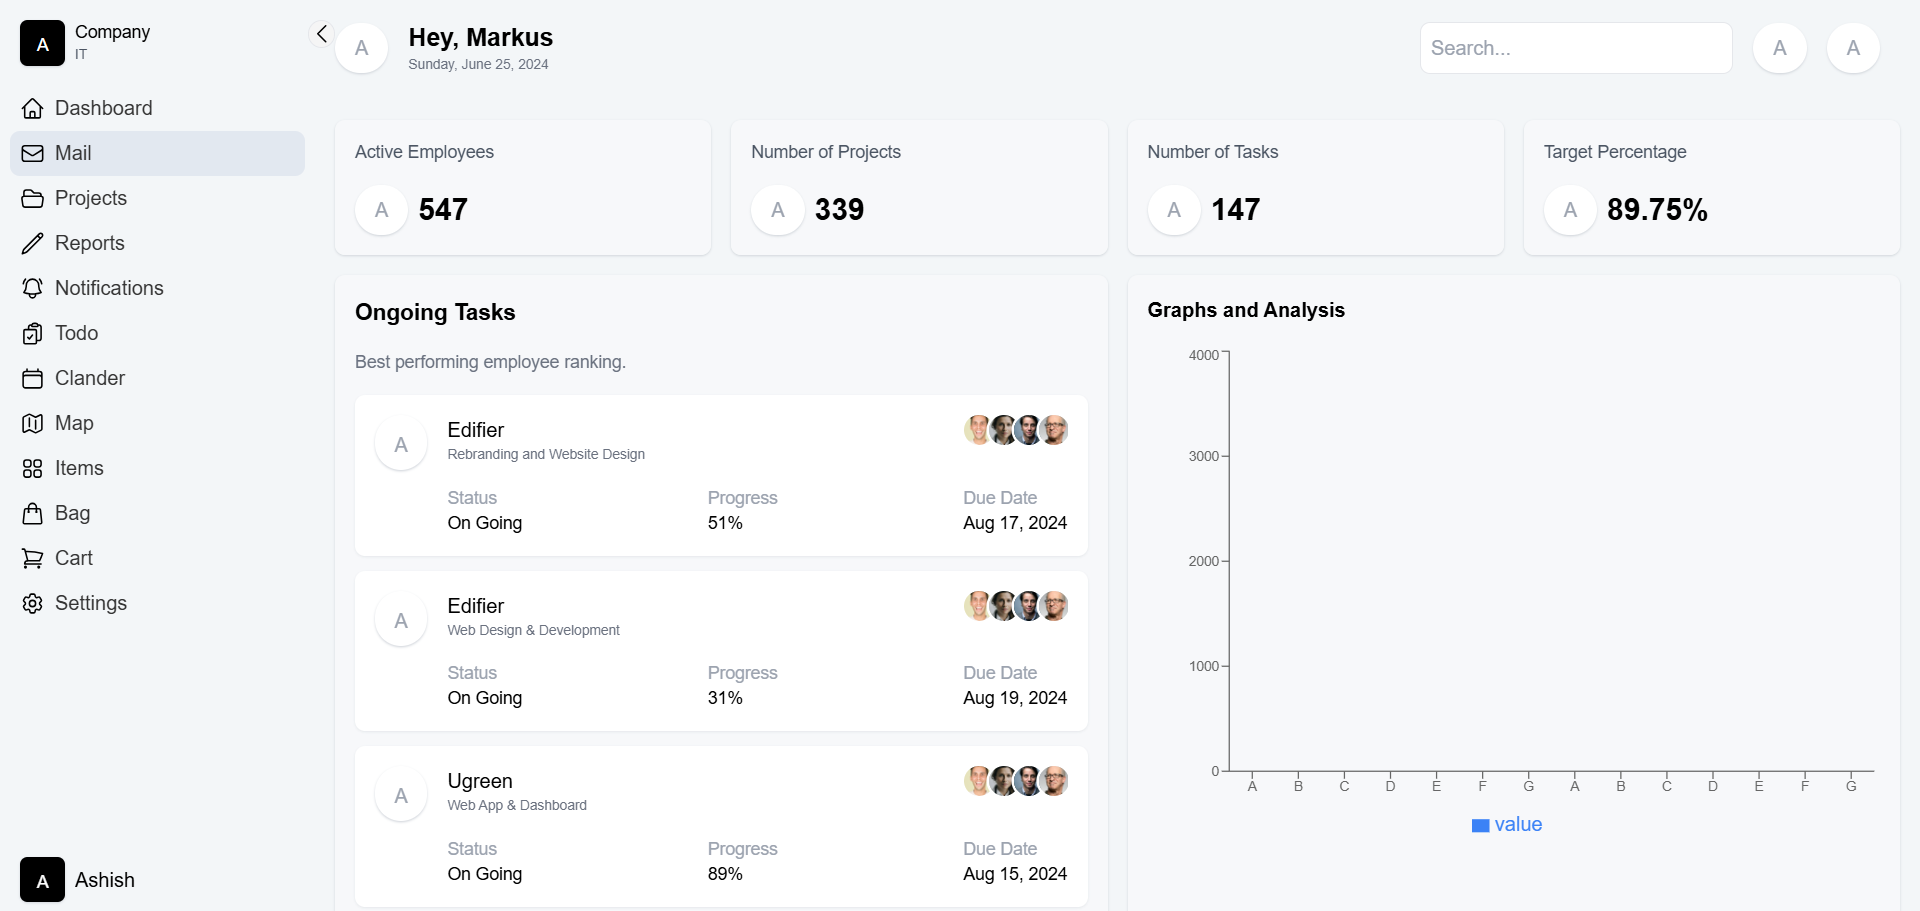 A
Company
IT
Dashboard
Mail
Projects
Reports
Notifications
Todo
Clander
Map
Items
Bag
Cart
Settings
A
Ashish
A
Hey, Markus
Sunday, June 25, 2024
Search...
A
A
Active Employees
A
547
Number of Projects
A
339
Number of Tasks
A
147
Target Percentage
A
89.75%
Ongoing Tasks
Best performing employee ranking.
A
Edifier
Rebranding and Website Design
Status
Progress
Due Date
On Going
51%
Aug 17, 2024
A
Edifier
Web Design & Development
Status
Progress
Due Date
On Going
31%
Aug 19, 2024
A
Ugreen
Web App & Dashboard
Status
Progress
Due Date
On Going
89%
Aug 15, 2024
Graphs and Analysis
4000
3000
2000
1000
0
A B C D E F G A B C D E F G
value